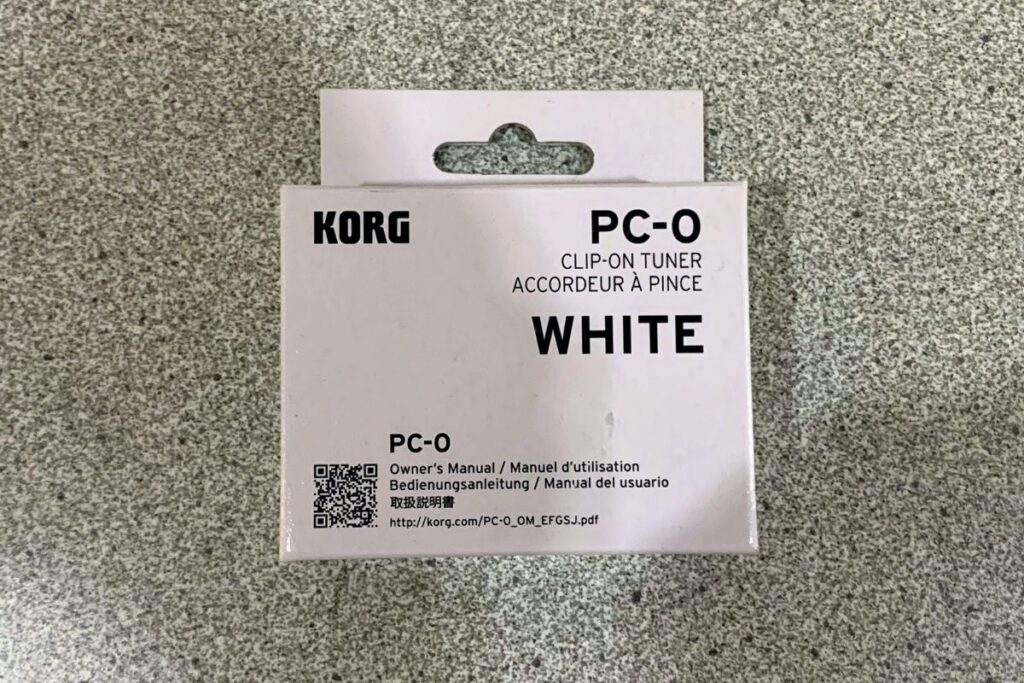 KORG
PC-0
CLIP-ON TUNER
ACCORDEUR À PINCE
WHITE
PC-0
Owner's Manual / Manuel d'utilisation
Bedienungsanleitung / Manual del usuario
取扱説明書
http://korg.com/PC-0_OM_EFGSJ.pdf